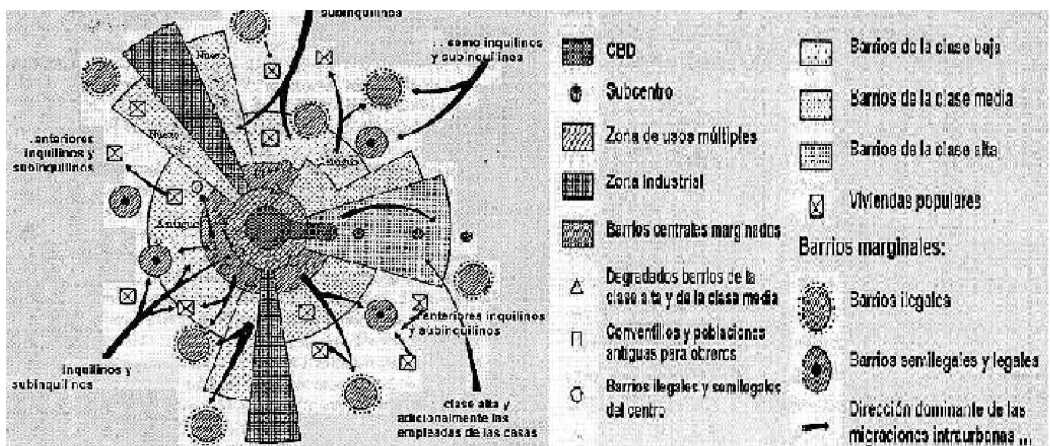 subinquilinos
... como inquilinos
y subinquilinos
Nuevo
Nuevo
..anteriores
inquilinos y
subinquilinos
Antiguo
anteriores inquilinos
y subinquilinos
inquilinos y
subinquilinos
clase alta y
adicionalmente las
empleadas de las casas
CBD
Subcentro
Zona de usos múltiples
Zona Industrial
Barrios centrales marginados
Degradados barrios de la
clase alta y de la clase media
Conventillos y poblaciones
antiguas para obreros
Barrios ilegales y semilegales
del centro
Barrios de la clase baja
Barrios de la clase media
Barrios de la clase alta
Viviendas populares
Barrios marginales:
Barrios ilegales
Barrios semilegales y legales
Dirección dominante de las
migraciones intraurbanas ...